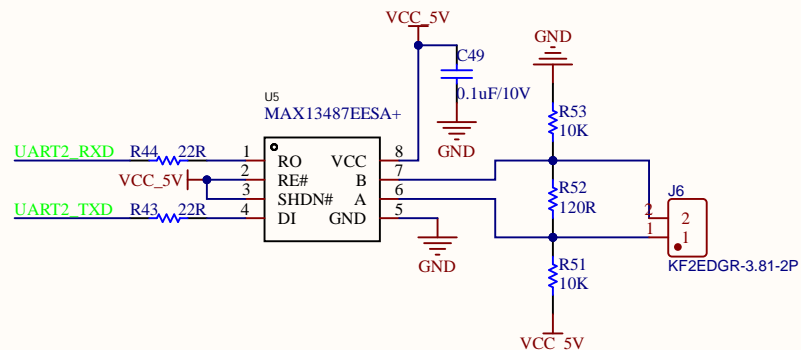 VCC_5V
GND
C49
0.1uF/10V
GND
U5
MAX13487EESA+
R53
10K
UART2_RXD R44 22R 1 RO VCC 8
VCC_5V 2 RE# B 7
3 SHDN# A 6
UART2_TXD R43 22R 4 DI GND 5
GND
R52
120R
J6
2 2
1 1
KF2EDGR-3.81-2P
R51
10K
VCC_5V